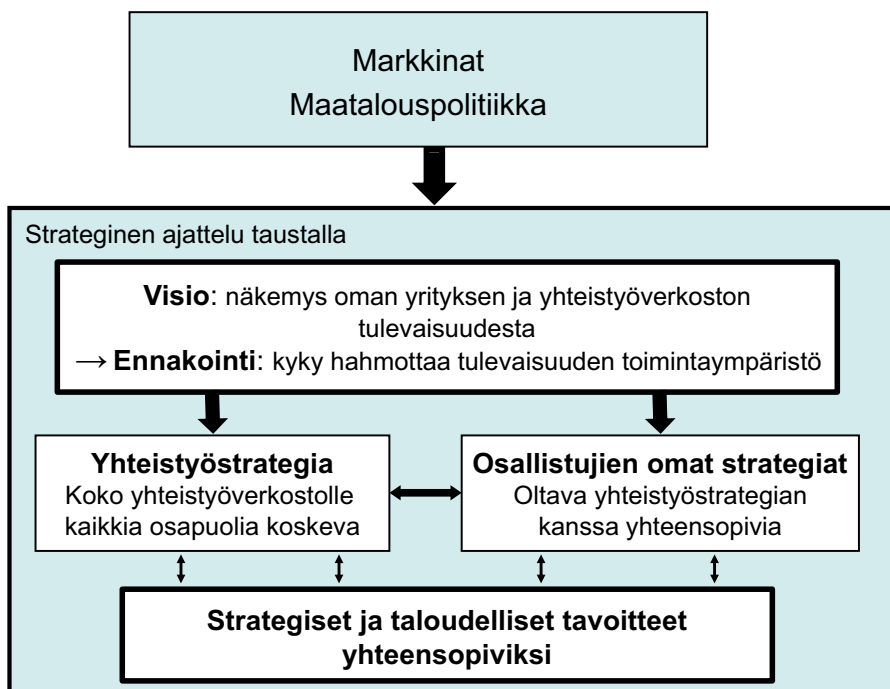 Markkinat
Maatalouspolitiikka
Strateginen ajattelu taustalla
Visio: näkemys oman yrityksen ja yhteistyöverkoston
tulevaisuudesta
→ Ennakointi: kyky hahmottaa tulevaisuuden toimintaympäristö
Yhteistyöstrategia
Koko yhteistyöverkostolle
kaikkia osapuolia koskeva
Osallistujien omat strategiat
Oltava yhteistyöstrategian
kanssa yhteensopivia
Strategiset ja taloudelliset tavoitteet
yhteensopiviksi